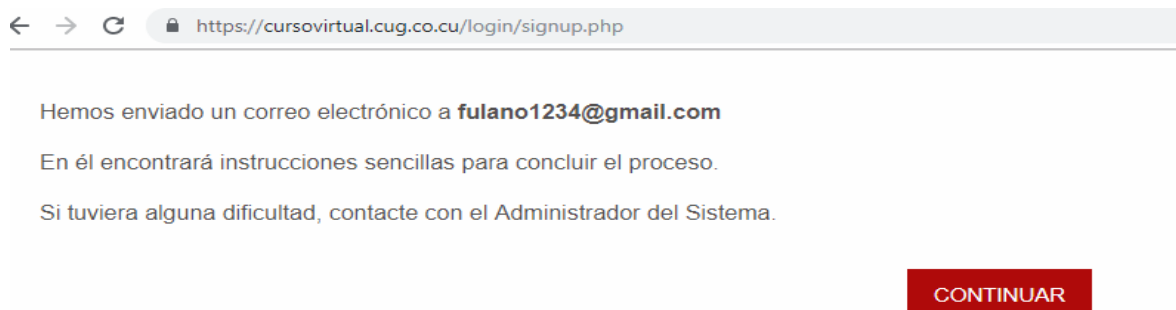 https://cursovirtual.cug.co.cu/login/signup.php
Hemos enviado un correo electrónico a fulano1234@gmail.com
En él encontrará instrucciones sencillas para concluir el proceso.
Si tuviera alguna dificultad, contacte con el Administrador del Sistema.
CONTINUAR